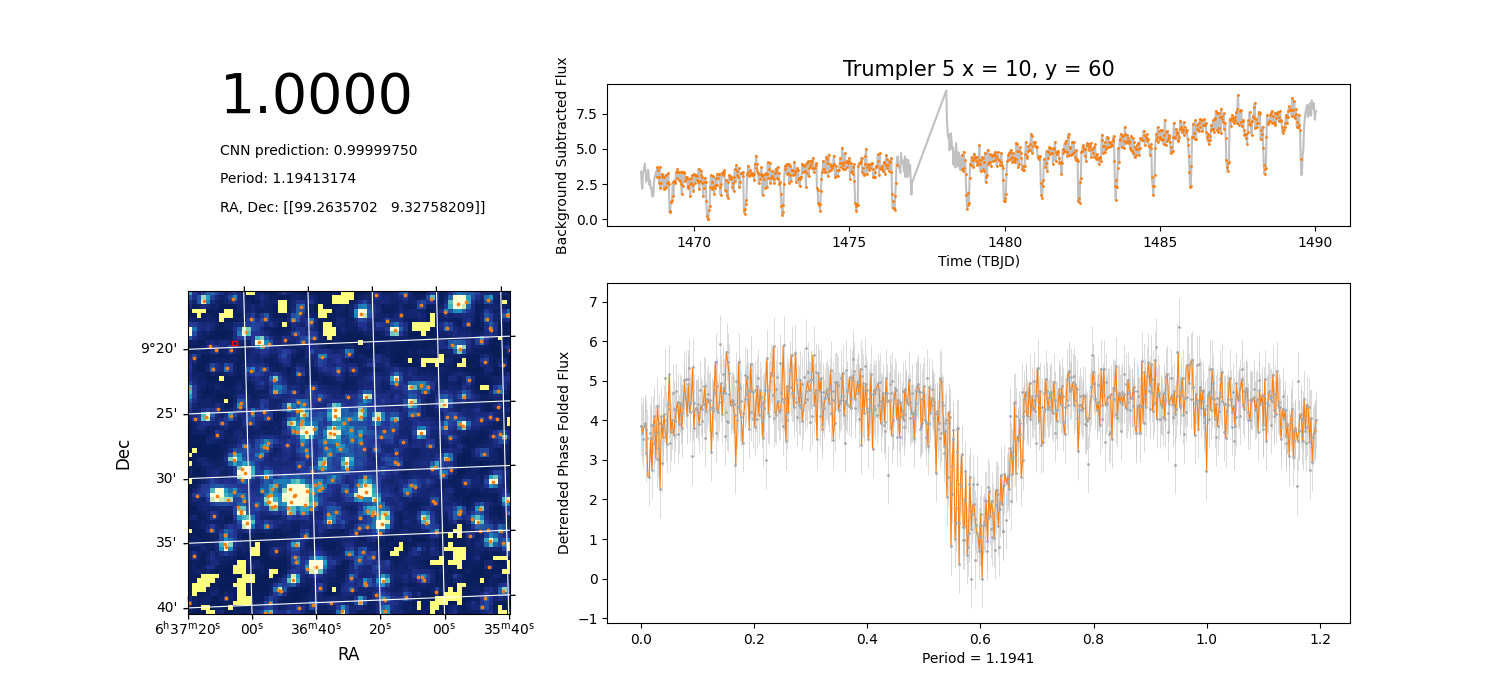 1.0000
CNN prediction: 0.99999750
Period: 1.19413174
RA, Dec: [[99.2635702   9.32758209]]
Trumpler 5 x = 10, y = 60
Background Subtracted Flux
7.5
5.0
2.5
0.0
1470 1475 1480 1485 1490
Time (TBJD)
Dec
9°20'
25'
30'
35'
40'
6h37m20s 00s 36m40s 20s 00s 35m40s
RA
Detrended Phase Folded Flux
7
6
5
4
3
2
1
0
−1
0.0 0.2 0.4 0.6 0.8 1.0 1.2
Period = 1.1941